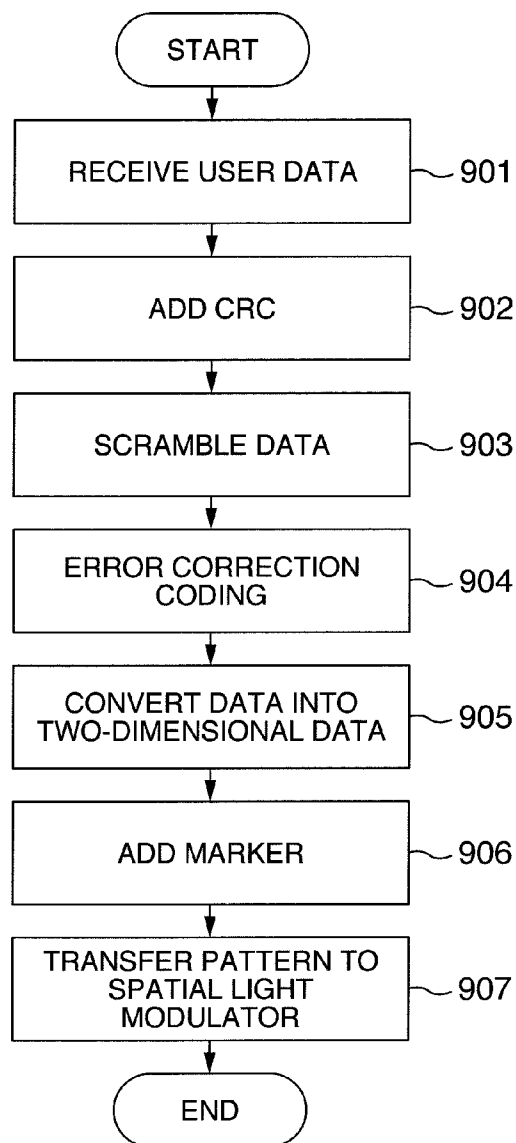 START
RECEIVE USER DATA
901
ADD CRC
902
SCRAMBLE DATA
903
ERROR CORRECTION
CODING
904
CONVERT DATA INTO
TWO-DIMENSIONAL DATA
905
ADD MARKER
906
TRANSFER PATTERN TO
SPATIAL LIGHT
MODULATOR
907
END